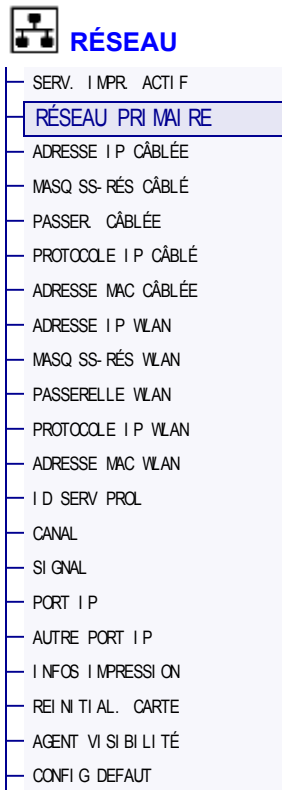 RÉSEAU
SERV. IMPR. ACTIF
RÉSEAU PRIMAIRE
ADRESSE IP CÂBLÉE
MASQ SS-RÉS CÂBLÉ
PASSER. CÂBLÉE
PROTOCOLE IP CÂBLÉ
ADRESSE MAC CÂBLÉE
ADRESSE IP WLAN
MASQ SS-RÉS WLAN
PASSERELLE WLAN
PROTOCOLE IP WLAN
ADRESSE MAC WLAN
ID SERV PROL
CANAL
SIGNAL
PORT IP
AUTRE PORT IP
INFOS IMPRESSION
REINITIAL. CARTE
AGENT VISIBILITÉ
CONFIG DEFAUT